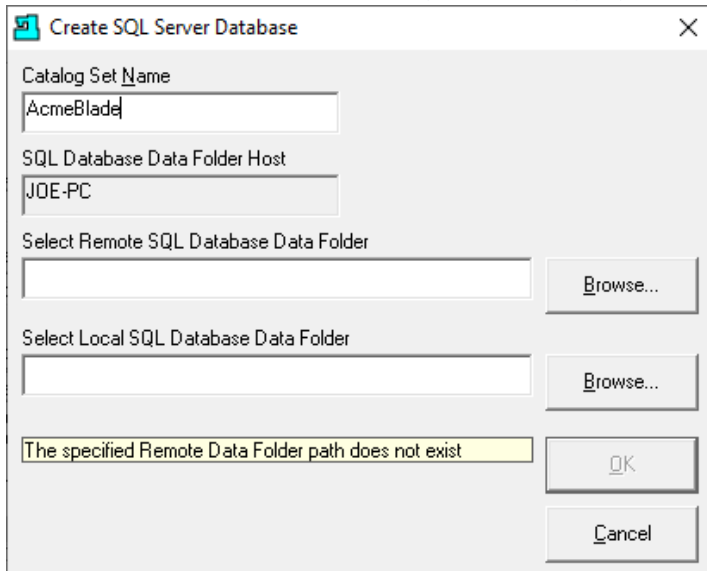 Create SQL Server Database
Catalog Set Name
AcmeBlade
SQL Database Data Folder Host
JOE-PC
Select Remote SQL Database Data Folder
Browse...
Select Local SQL Database Data Folder
Browse...
The specified Remote Data Folder path does not exist
OK
Cancel